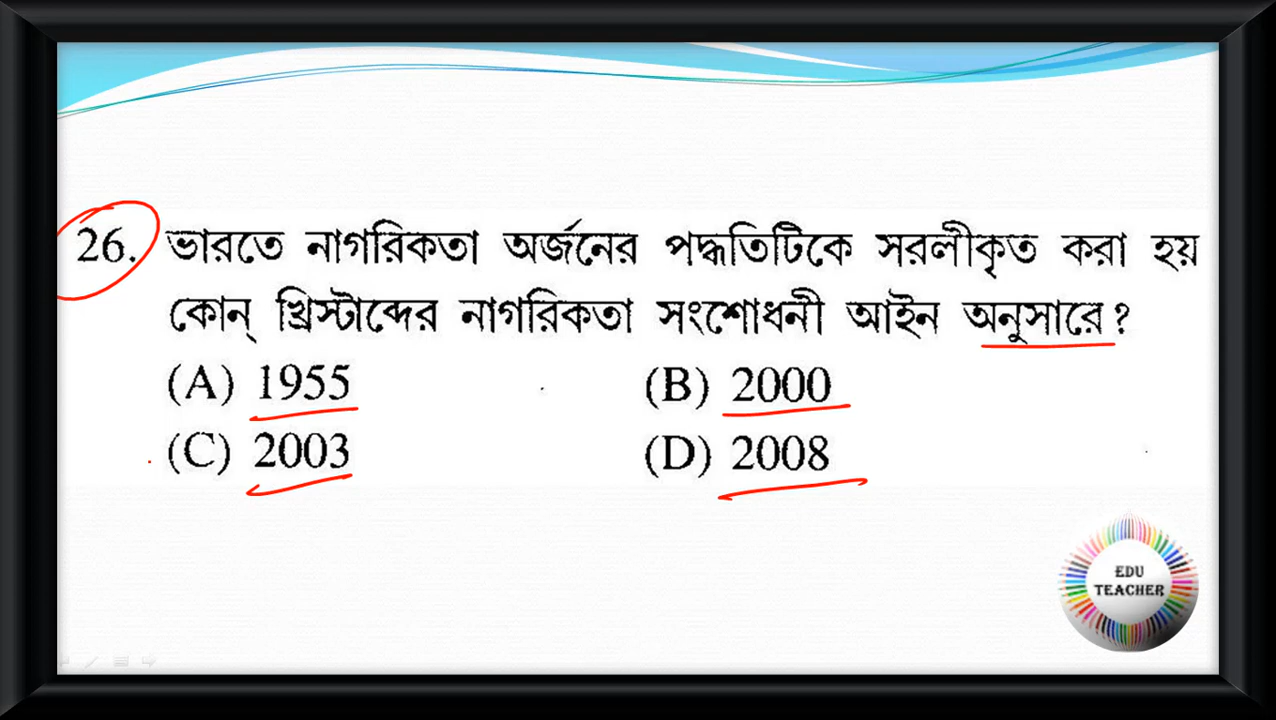 26. ভারতে নাগরিকতা অর্জনের পদ্ধতিটিকে সরলীকৃত করা হয়
কোন্ খ্রিস্টাব্দের নাগরিকতা সংশোধনী আইন অনুসারে?
(A) 1955 (B) 2000
(C) 2003 (D) 2008
EDU
TEACHER